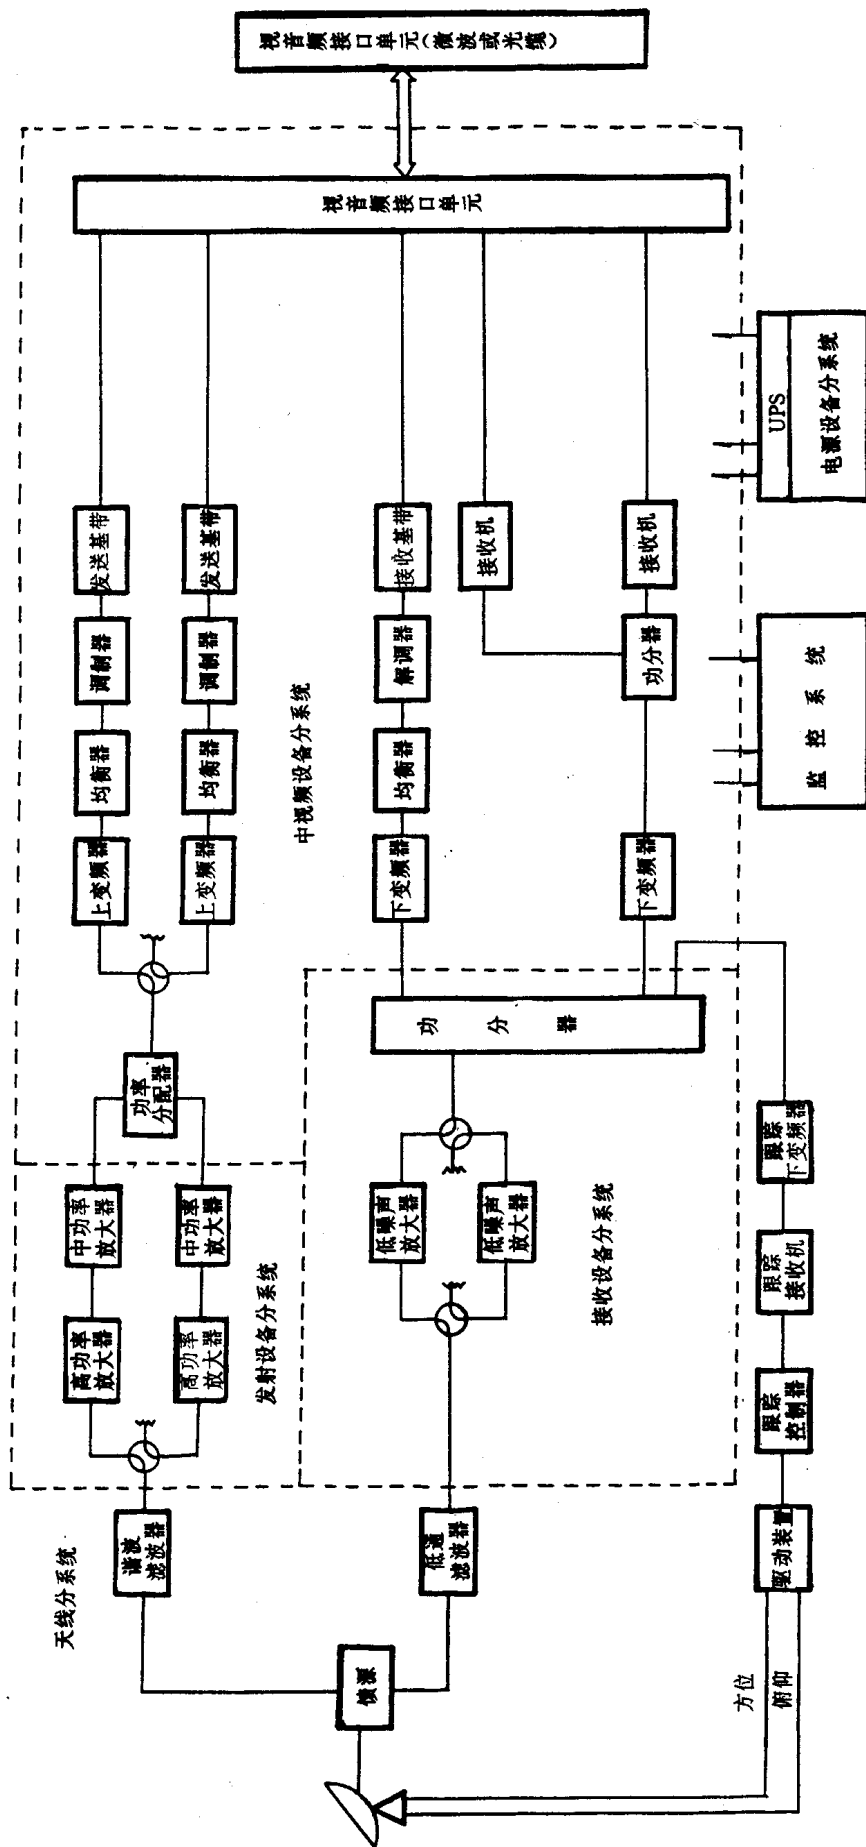 视音频接口单元(微波或光缆)
视音频接口单元
发送基带
调制器
均衡器
上变频器
发送基带
调制器
均衡器
上变频器
中视频设备分系统
接收基带
解调器
均衡器
下变频器
接收机
接收机
功分器
下变频器
UPS
电源设备分系统
监控系统
功率
分配器
功分器
中功率
放大器
中功率
放大器
高功率
放大器
高功率
放大器
发射设备分系统
低噪声
放大器
低噪声
放大器
接收设备分系统
跟踪
下变频器
跟踪
接收机
跟踪
控制器
驱动装置
天线分系统
谐波
滤波器
低通
滤波器
馈源
方位
俯仰